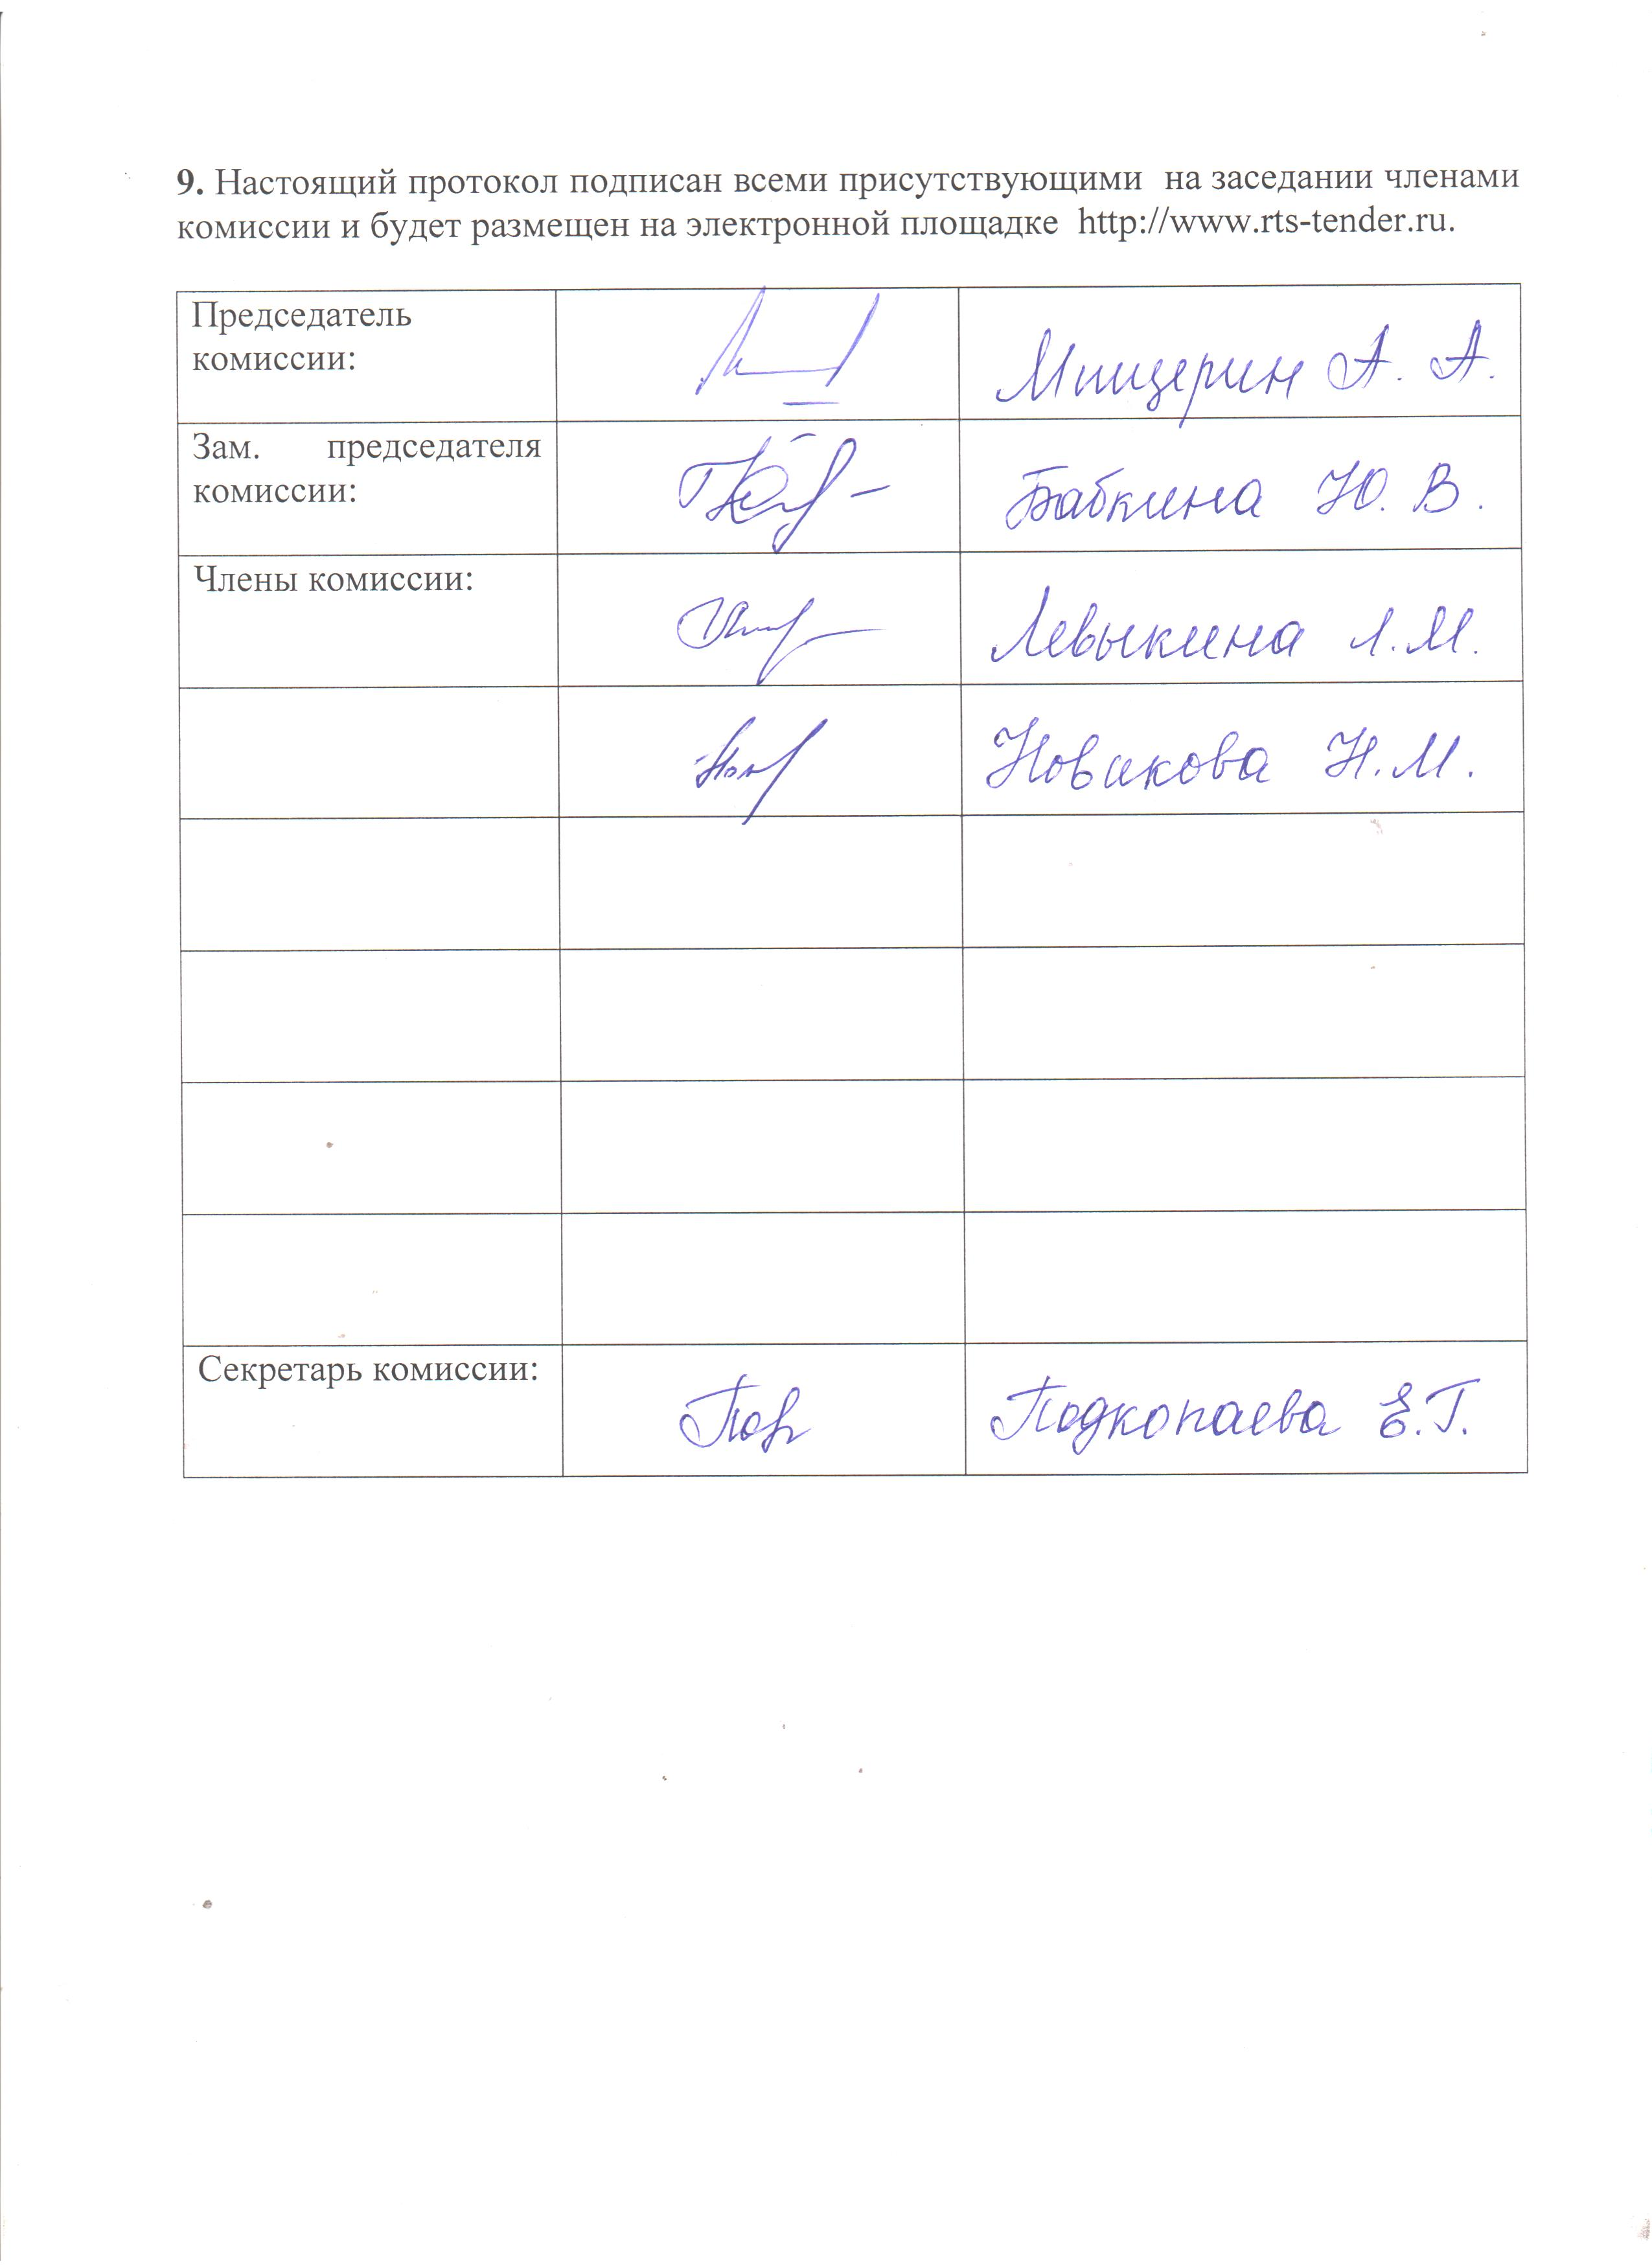 9. Настоящий протокол подписан всеми присутствующими на заседании членами
комиссии и будет размещен на электронной площадке http://www.rts-tender.ru.
Председатель
комиссии:
А. А.
Зам. председателя
комиссии:
Бабкина Ю. В.
Члены комиссии:
Левыкина Л.М.
Новикова Н.М.
Секретарь комиссии:
Подкопаева Е.Г.